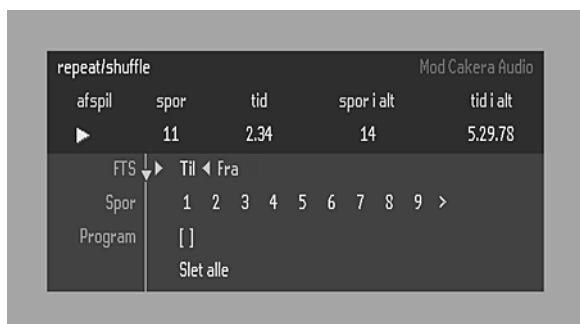 repeat/shuffle Mod Cakera Audio
afspil spor tid spor i alt tid i alt
11 2.34 14 5.29.78
FTS Til Fra
Spor 1 2 3 4 5 6 7 8 9 >
Program [ ]
Slet alle